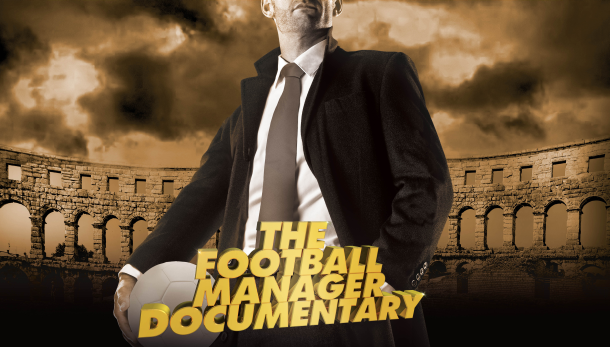 THE
FOOTBALL
MANAGER
DOCUMENTARY